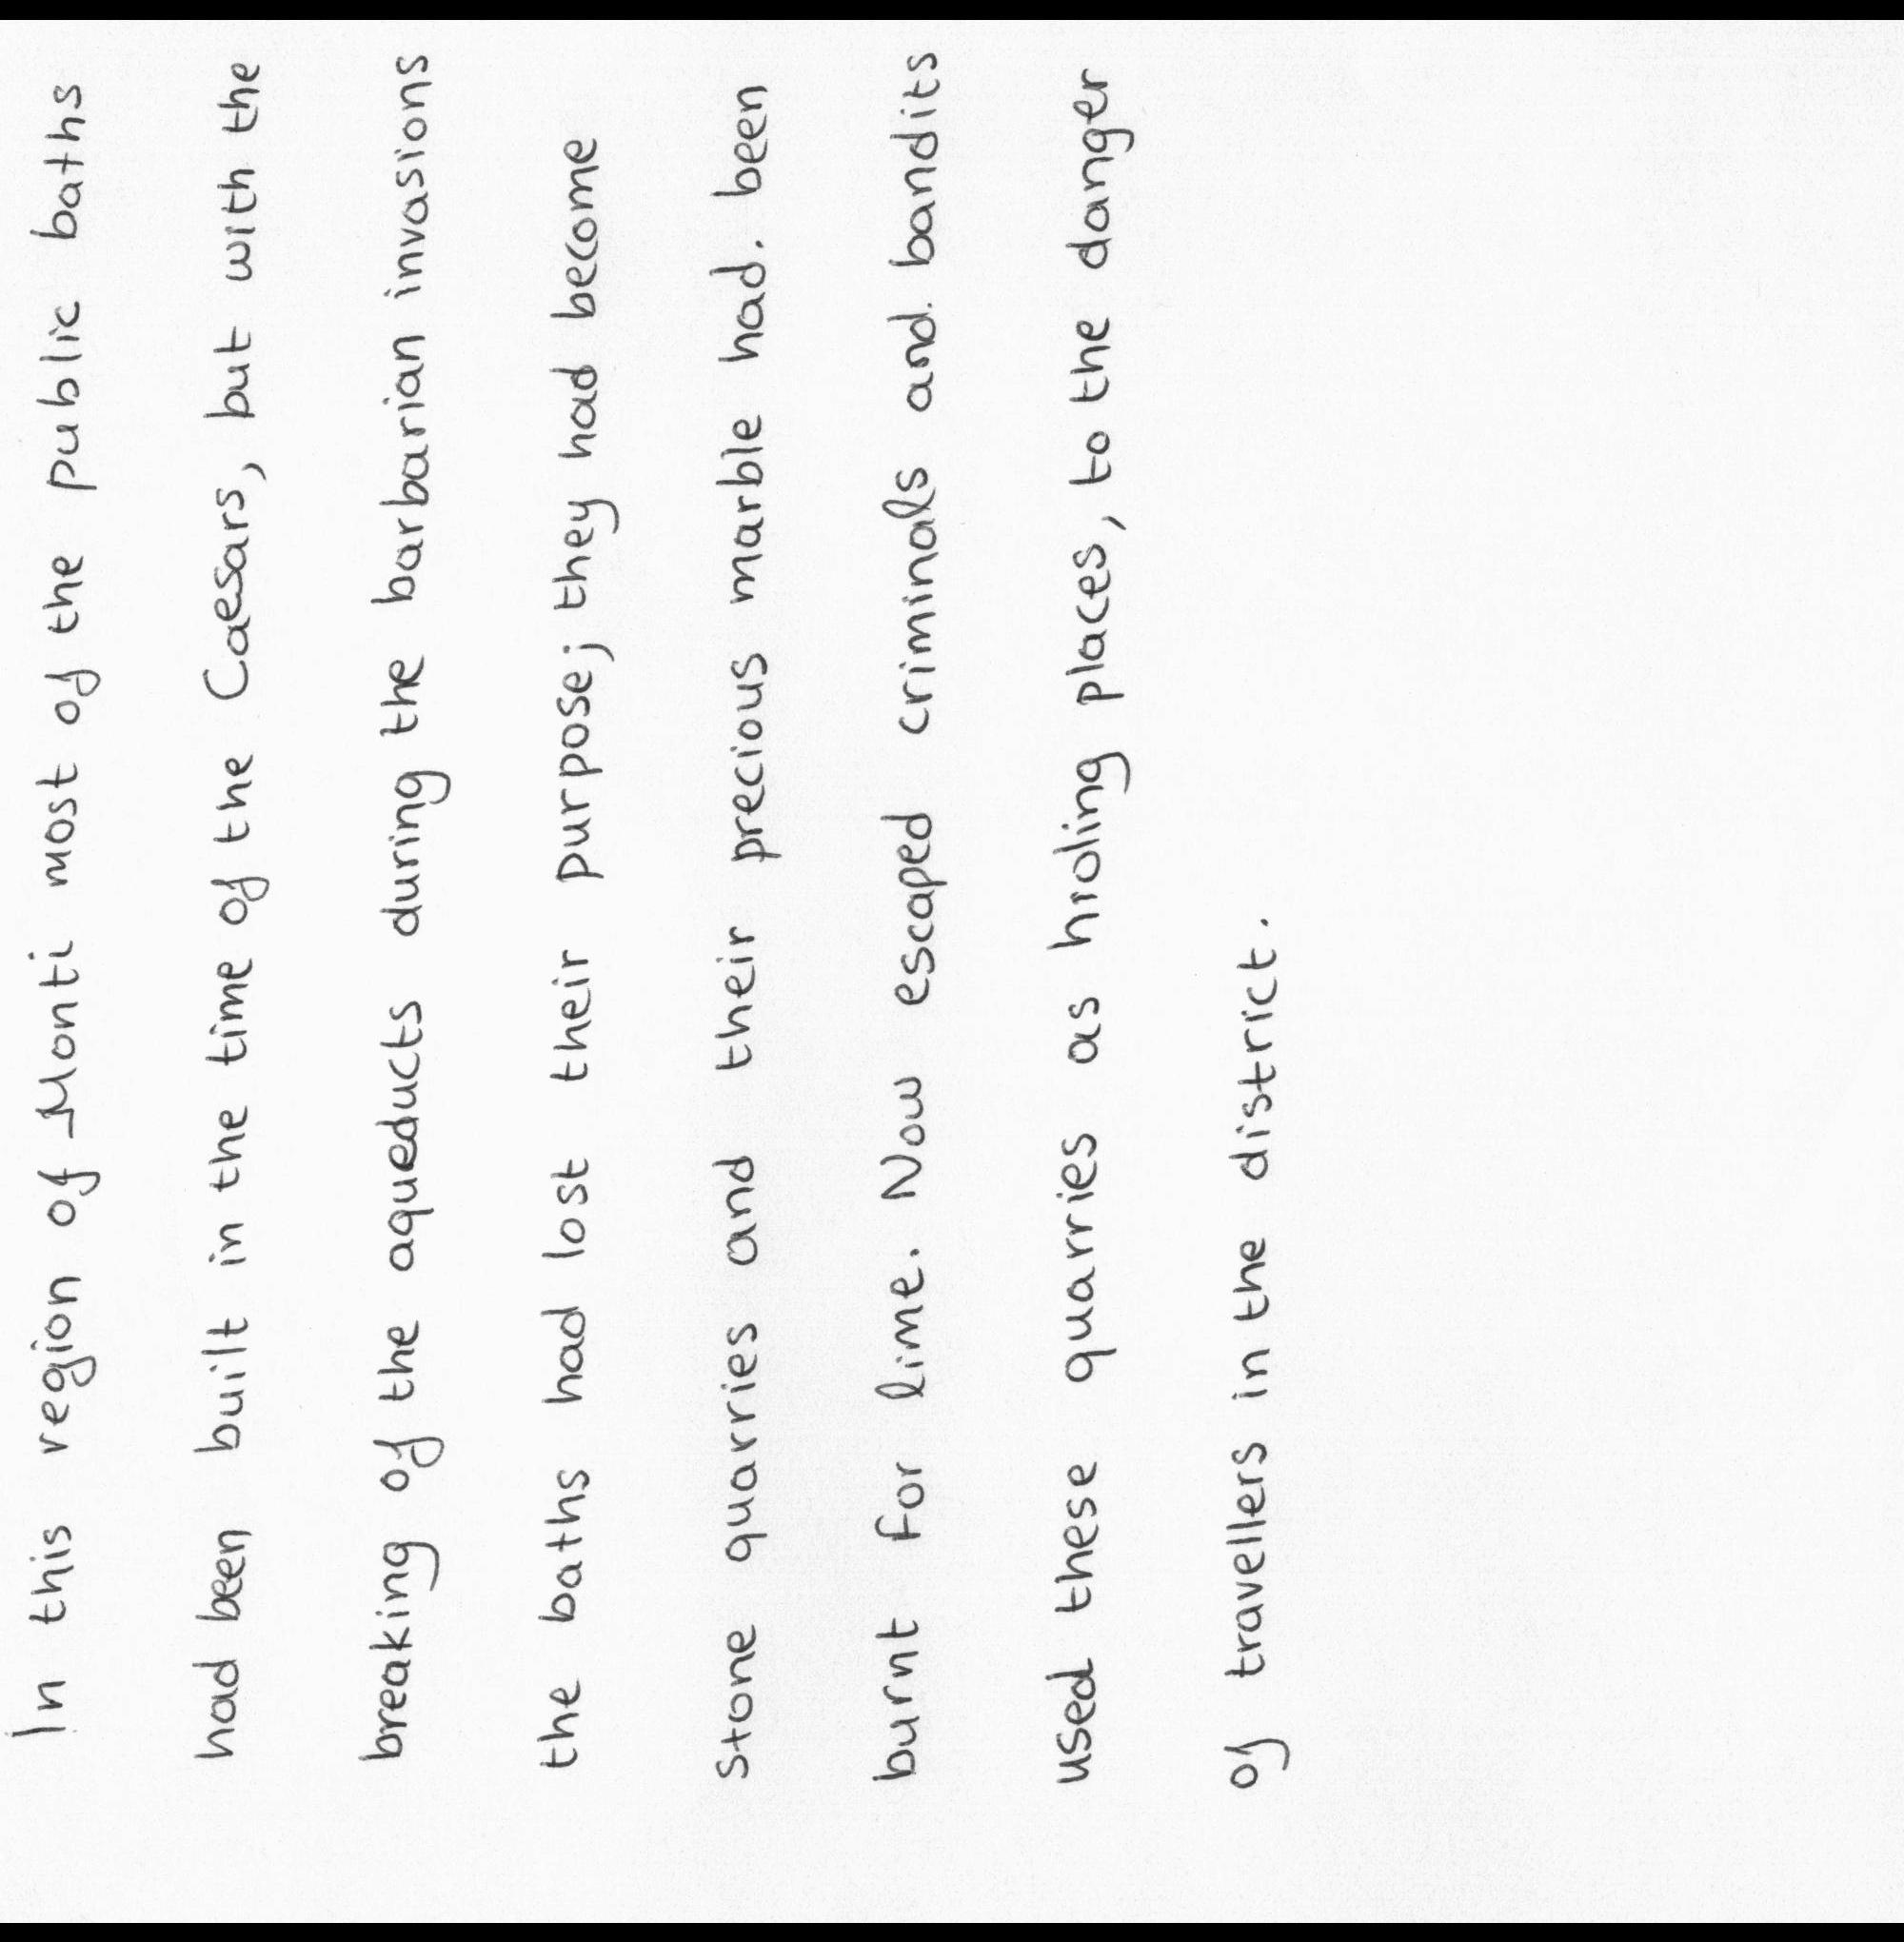 In this region of Monti most of the public baths
had been built in the time of the Caesars, but with the
breaking of the aqueducts during the barbarian invasions
the baths had lost their purpose; they had become
stone quarries and their precious marble had. been
burnt for lime. Now escaped criminals and. bandits
used these quarries as hiding places, to the danger
of travellers in the district.